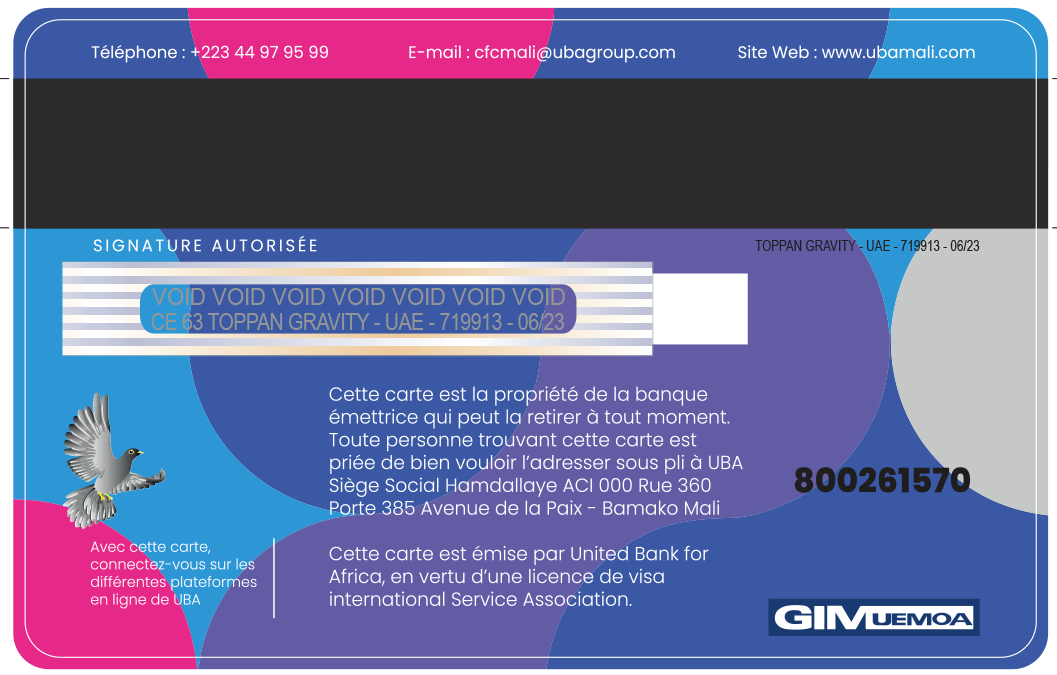 Téléphone : +223 44 97 95 99
E-mail : cfcmali@ubagroup.com
Site Web : www.ubamali.com
SIGNATURE AUTORISÉE
TOPPAN GRAVITY - UAE - 719913 - 06/23
VOID VOID VOID VOID VOID VOID VOID
CE 63 TOPPAN GRAVITY - UAE - 719913 - 06/23
Cette carte est la propriété de la banque
émettrice qui peut la retirer à tout moment.
Toute personne trouvant cette carte est
priée de bien vouloir l’adresser sous pli à UBA
Siège Social Hamdallaye ACI 000 Rue 360
Porte 385 Avenue de la Paix - Bamako Mali
800261570
Avec cette carte,
connectez-vous sur les
différentes plateformes
en ligne de UBA
Cette carte est émise par United Bank for
Africa, en vertu d’une licence de visa
international Service Association.
GIM UEMOA